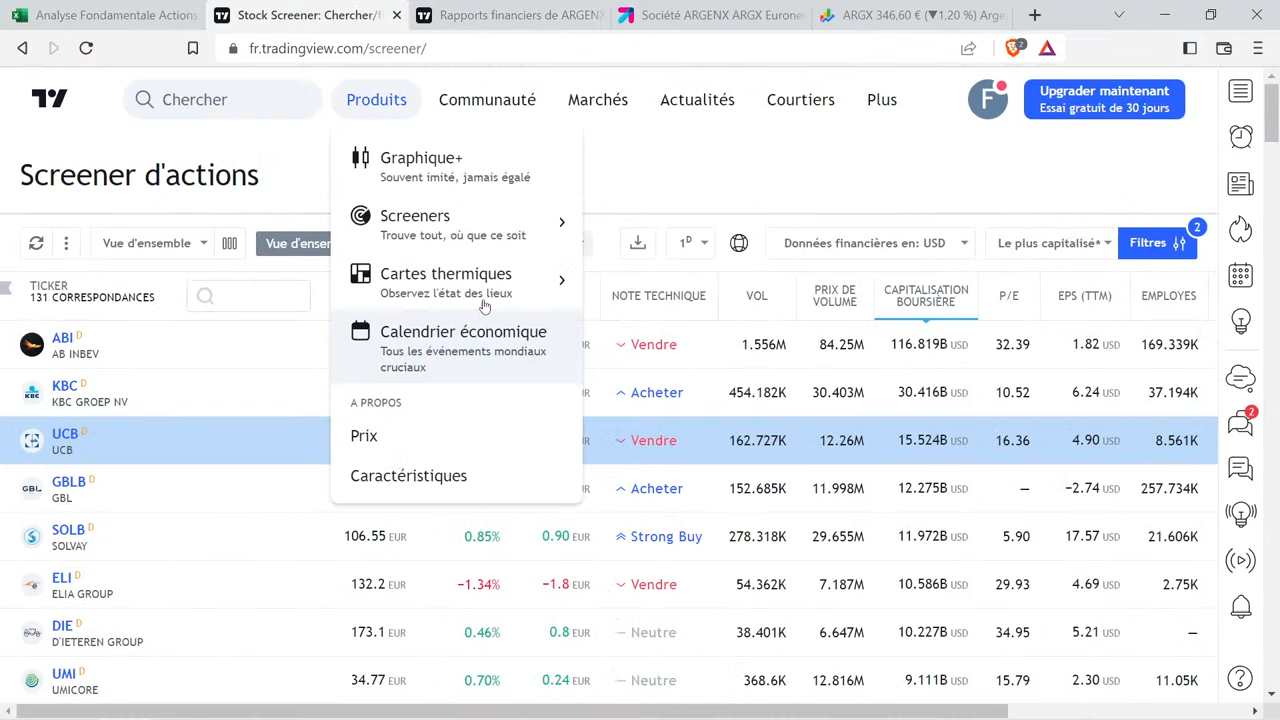 Analyse Fondamentale Actions
Stock Screener: Chercher/fi
Rapports financiers de ARGENX
Société ARGENX ARGX Eurone
ARGX 346,60 € (▼1,20 %) Arge
fr.tradingview.com/screener/
2
Chercher
Produits
Communauté
Marchés
Actualités
Courtiers
Plus
F
Upgrader maintenant
Essai gratuit de 30 jours
Screener d'actions
Graphique+
Souvent imité, jamais égalé
Screeners
Trouve tout, où que ce soit
Cartes thermiques
Observez l'état des lieux
Calendrier économique
Tous les événements mondiaux
cruciaux
A PROPOS
Prix
Caractéristiques
Vue d'ensemble
Vue d'ensem
1D
Données financières en: USD
Le plus capitalisé*
Filtres
2
TICKER
131 CORRESPONDANCES
NOTE TECHNIQUE
VOL
PRIX DE
VOLUME
CAPITALISATION
BOURSIÈRE
P/E
EPS (TTM)
EMPLOYES
ABI D
AB INBEV
R Vendre 1.556M 84.25M 116.819B USD 32.39 1.82 USD 169.339K
KBC D
KBC GROEP NV
R Acheter 454.182K 30.403M 30.416B USD 10.52 6.24 USD 37.194K
UCB D
UCB
R Vendre 162.727K 12.26M 15.524B USD 16.36 4.90 USD 8.561K
GBL.
GBLB D
GBL
R Acheter 152.685K 11.998M 12.275B USD — −2.74 USD 257.734K
SOLB D
SOLVAY
106.55 EUR 0.85% 0.90 EUR Strong Buy 278.318K 29.655M 11.972B USD 5.90 17.57 USD 21.606K
ELI D
ELIA GROUP
132.2 EUR −1.34% −1.8 EUR Vendre 54.362K 7.187M 10.586B USD 29.93 4.69 USD 2.75K
DIE D
D'IETEREN GROUP
173.1 EUR 0.46% 0.8 EUR — Neutre 38.401K 6.647M 10.227B USD 34.95 5.21 USD —
UMI D
UMICORE
34.77 EUR 0.70% 0.24 EUR — Neutre 368.6K 12.816M 9.111B USD 15.79 2.30 USD 11.05K
2